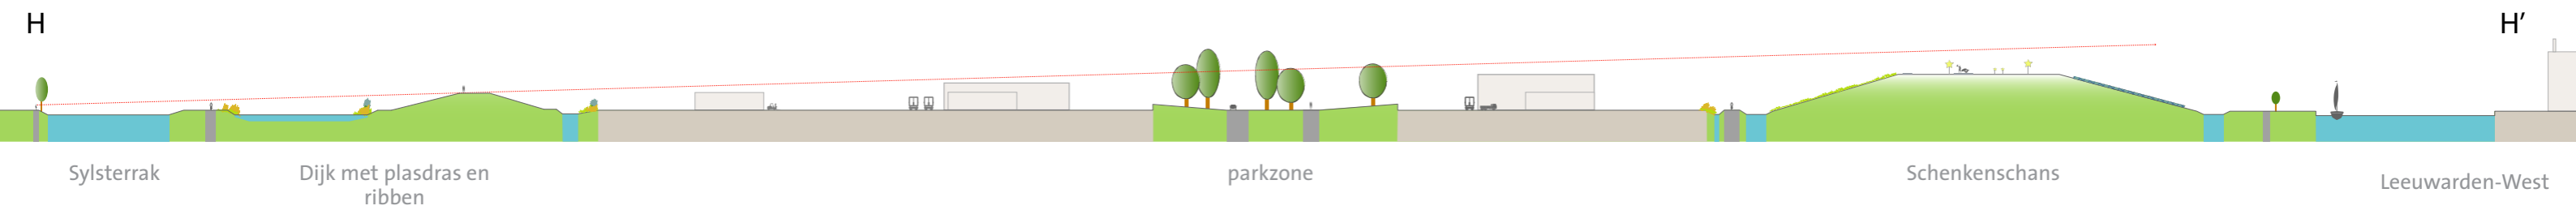 H
H’
Sylsterrak
Dijk met plasdras en
ribben
parkzone
Schenkenschans
Leeuwarden-West